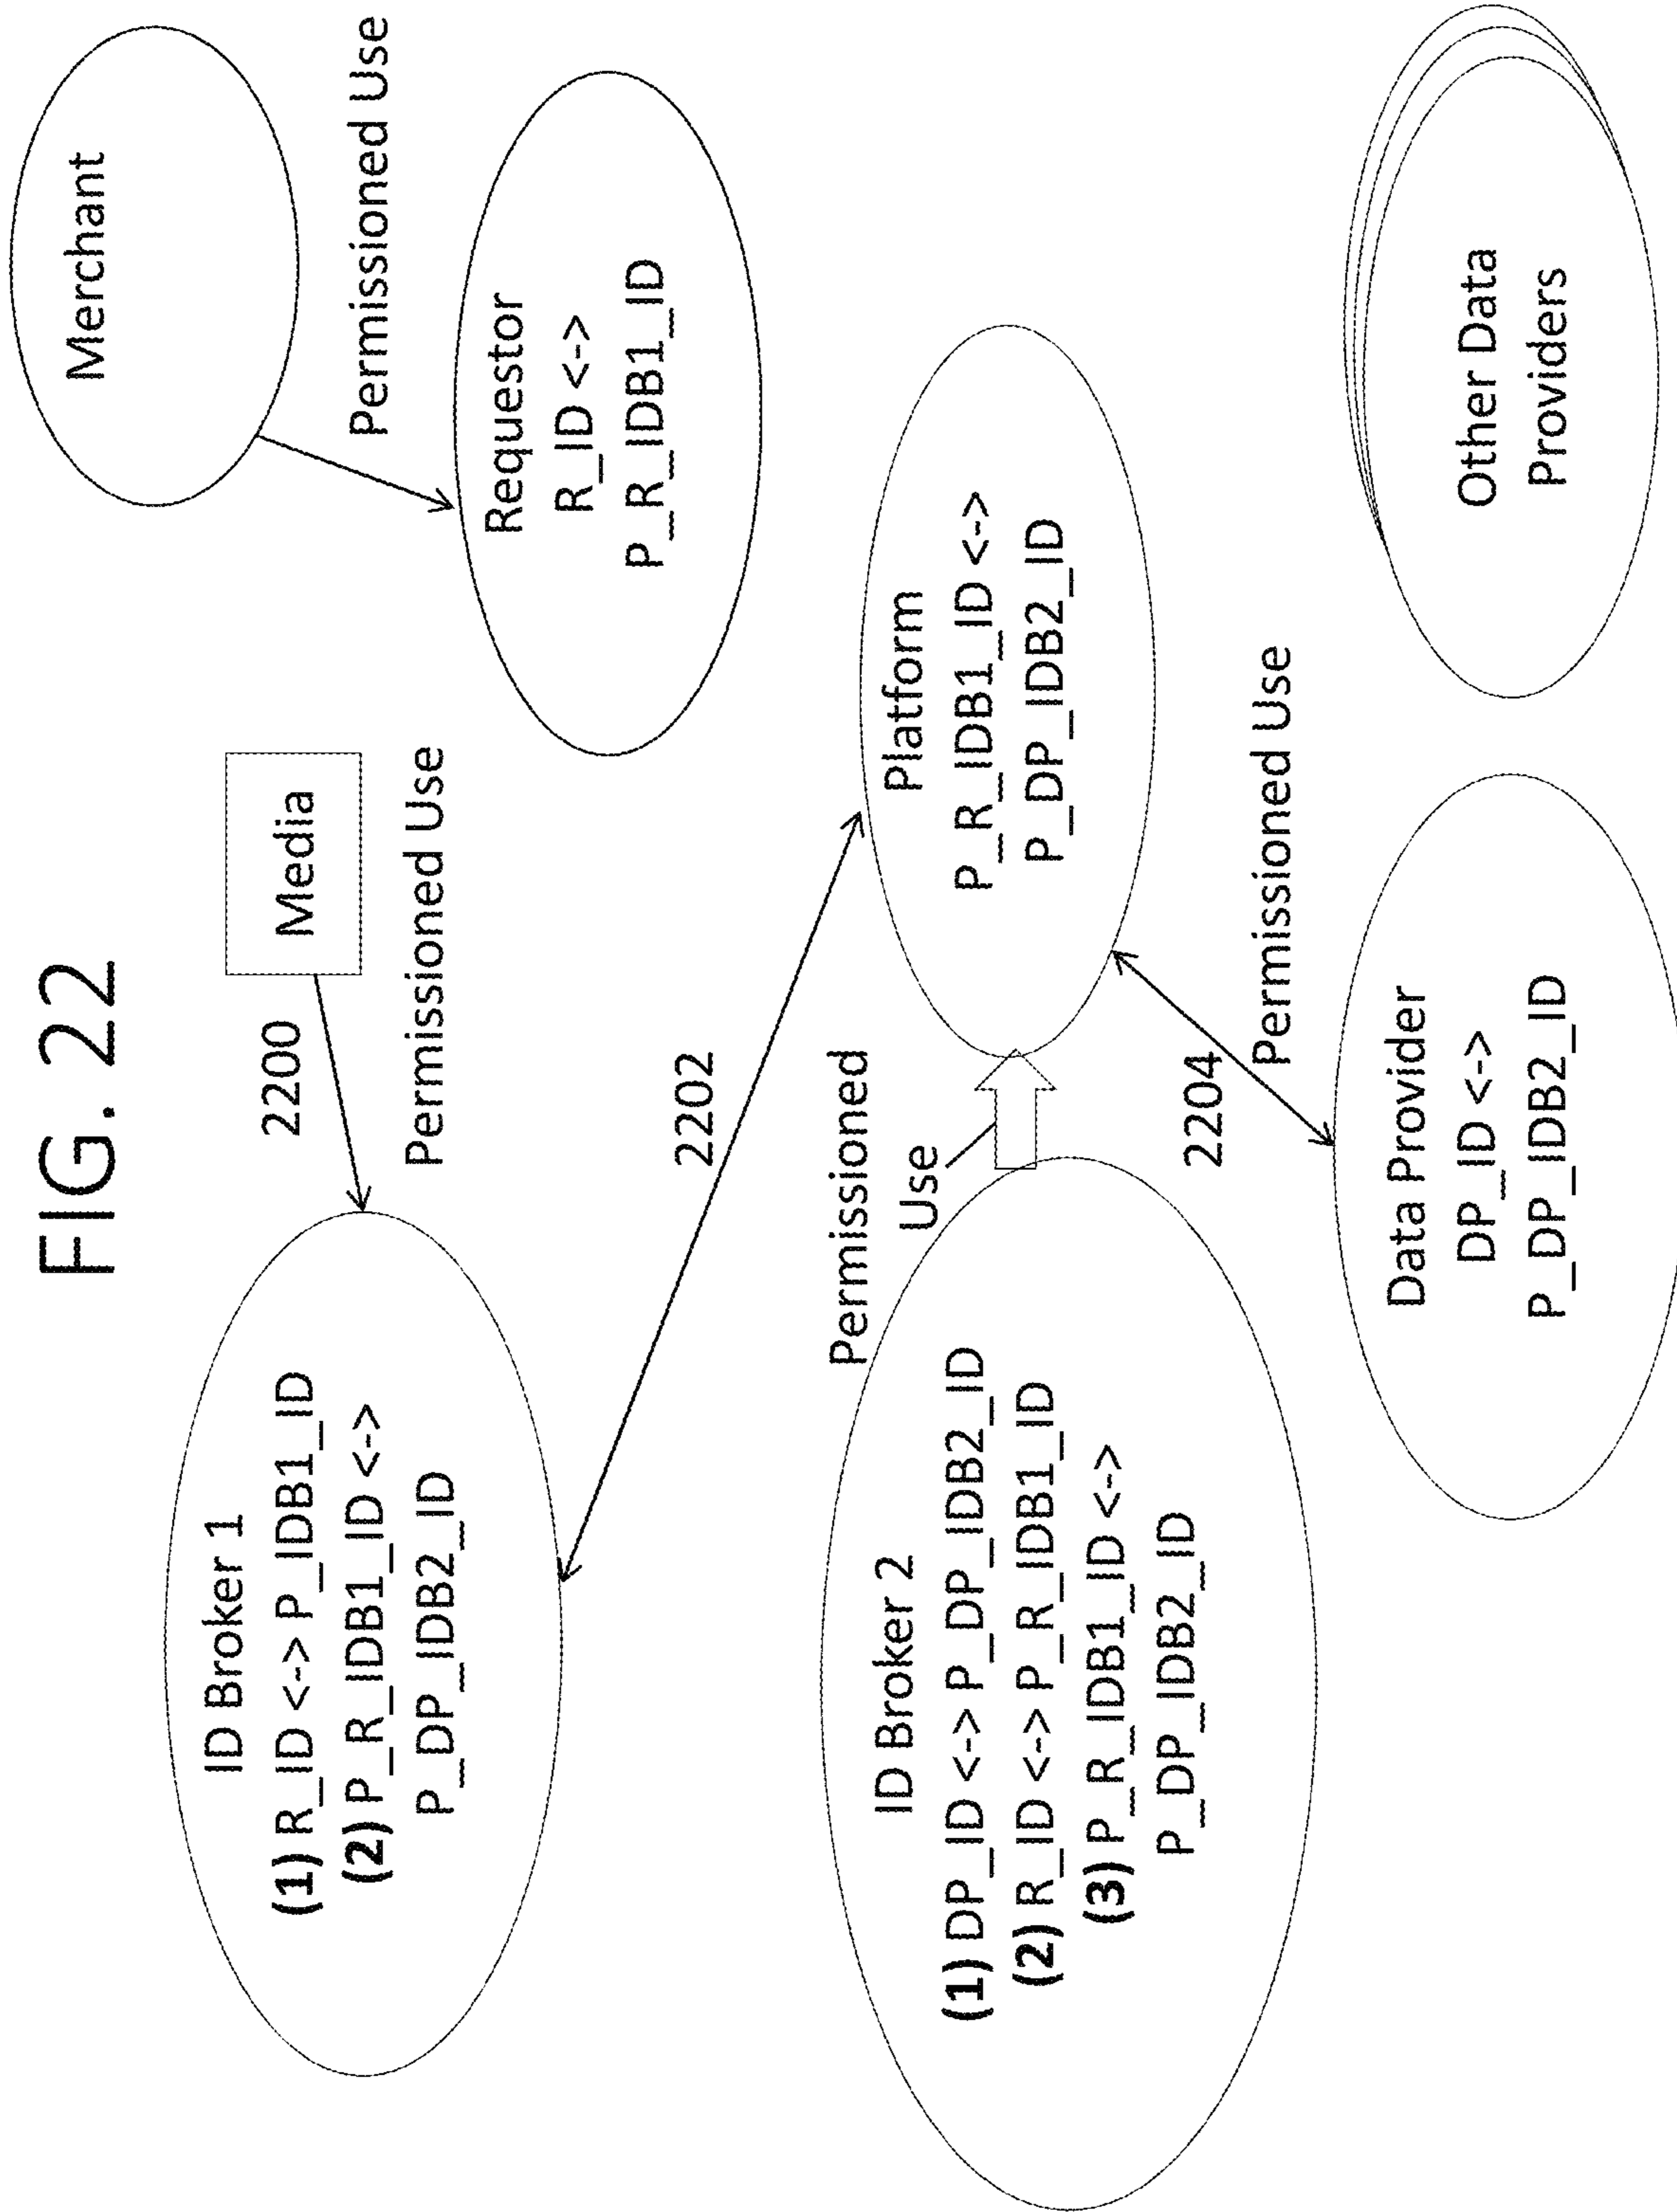 FIG. 22
ID Broker 1
(1) R_ID <-> P_IDB1_ID
(2) P_R_IDB1_ID <->
P_DP_IDB2_ID
2200
Media
Permissioned Use
Merchant
Permissioned Use
Requestor
R_ID <->
P_R_IDB1_ID
2202
ID Broker 2
(1) DP_ID <-> P_DP_IDB2_ID
(2) R_ID <-> P_R_IDB1_ID
(3) P_R_IDB1_ID <->
P_DP_IDB2_ID
Permissioned
Use
Platform
P_R_IDB1_ID <->
P_DP_IDB2_ID
2204
Permissioned Use
Data Provider
DP_ID <->
P_DP_IDB2_ID
Other Data
Providers